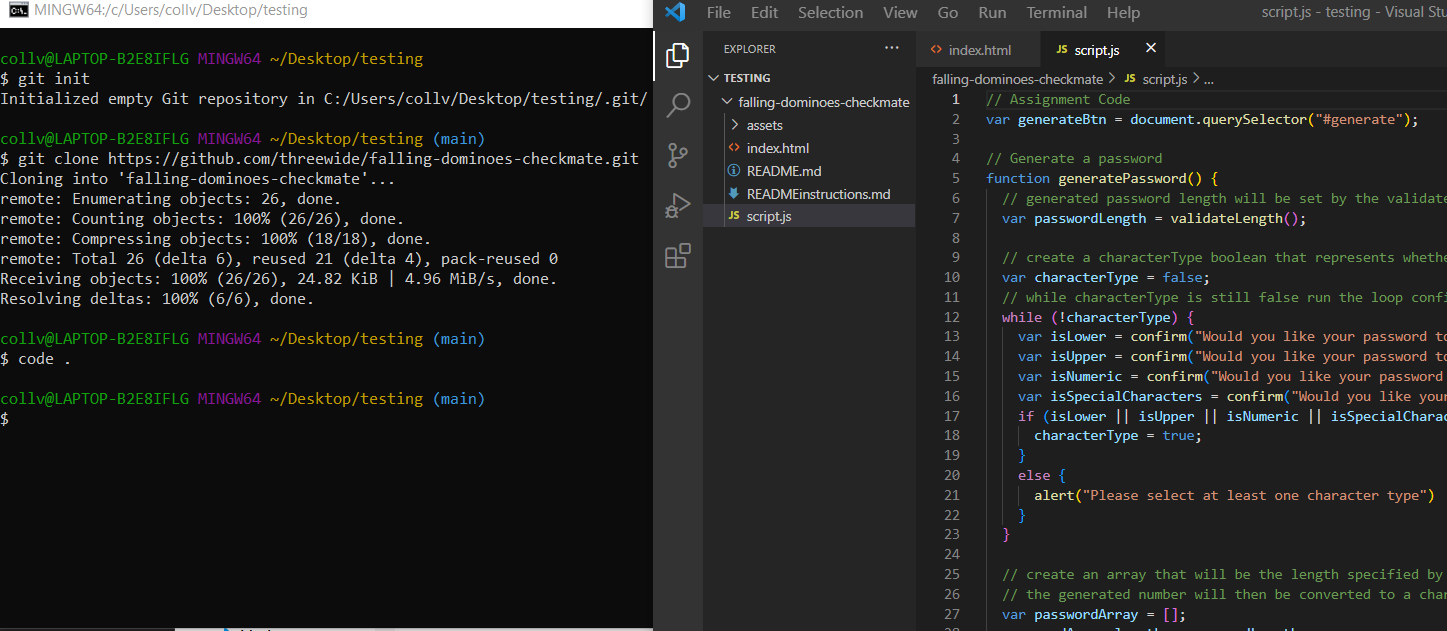 MINGW64:/c/Users/collv/Desktop/testing
collv@LAPTOP-B2E8IFLG MINGW64 ~/Desktop/testing
$ git init
Initialized empty Git repository in C:/Users/collv/Desktop/testing/.git/
collv@LAPTOP-B2E8IFLG MINGW64 ~/Desktop/testing (main)
$ git clone https://github.com/threewide/falling-dominoes-checkmate.git
Cloning into 'falling-dominoes-checkmate'...
remote: Enumerating objects: 26, done.
remote: Counting objects: 100% (26/26), done.
remote: Compressing objects: 100% (18/18), done.
remote: Total 26 (delta 6), reused 21 (delta 4), pack-reused 0
Receiving objects: 100% (26/26), 24.82 KiB | 4.96 MiB/s, done.
Resolving deltas: 100% (6/6), done.
collv@LAPTOP-B2E8IFLG MINGW64 ~/Desktop/testing (main)
$ code .
collv@LAPTOP-B2E8IFLG MINGW64 ~/Desktop/testing (main)
$
File Edit Selection View Go Run Terminal Help script.js - testing - Visual Stu
EXPLORER ...
TESTING
falling-dominoes-checkmate
assets
index.html
README.md
READMEinstructions.md
JS script.js
index.html JS script.js
falling-dominoes-checkmate > JS script.js > ...
1 // Assignment Code
2 var generateBtn = document.querySelector("#generate");
3
4 // Generate a password
5 function generatePassword() {
6 // generated password length will be set by the validate
7 var passwordLength = validateLength();
8
9 // create a characterType boolean that represents whethe
10 var characterType = false;
11 // while characterType is still false run the loop confi
12 while (!characterType) {
13 var isLower = confirm("Would you like your password to
14 var isUpper = confirm("Would you like your password to
15 var isNumeric = confirm("Would you like your password
16 var isSpecialCharacters = confirm("Would you like your
17 if (isLower || isUpper || isNumeric || isSpecialCharac
18 characterType = true;
19 }
20 else {
21 alert("Please select at least one character type")
22 }
23 }
24
25 // create an array that will be the length specified by
26 // the generated number will then be converted to a char
27 var passwordArray = [];